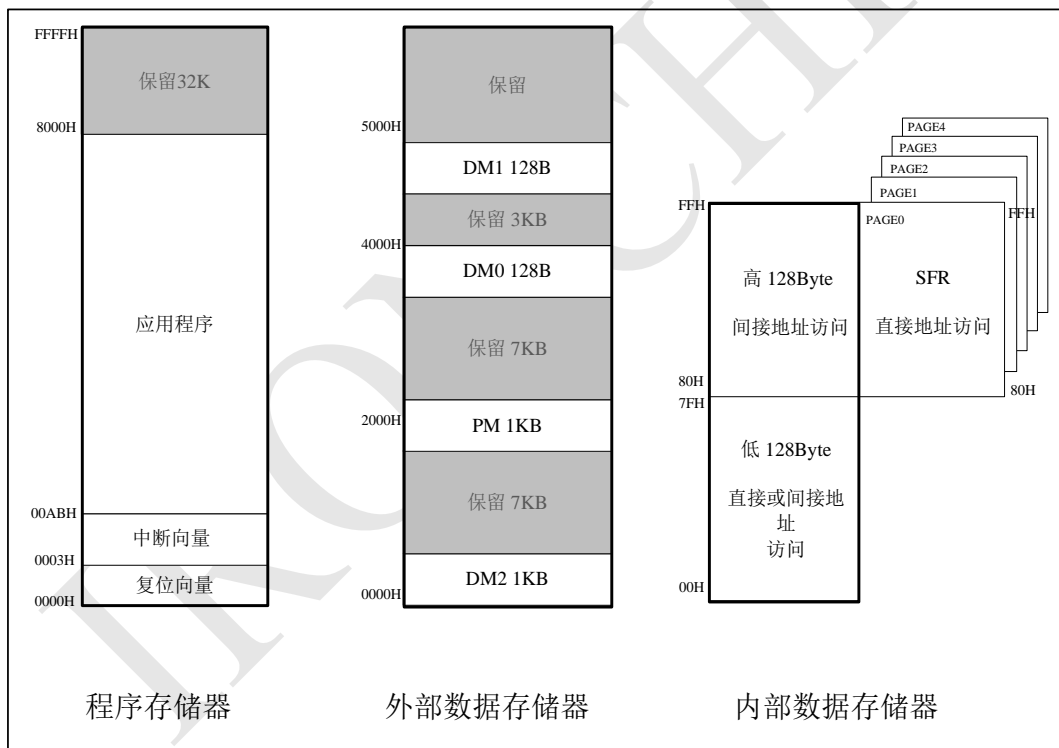 FFFFH
保留32K
8000H
应用程序
00ABH
中断向量
0003H
复位向量
0000H
程序存储器
保留
5000H
DM1 128B
保留 3KB
4000H
DM0 128B
保留 7KB
2000H
PM 1KB
保留 7KB
DM2 1KB
0000H
外部数据存储器
PAGE4
PAGE3
PAGE2
PAGE1
PAGE0
FFH
FFH
高 128Byte
间接地址访问
SFR
直接地址访问
80H
80H
7FH
低 128Byte
直接或间接地
址
访问
00H
内部数据存储器